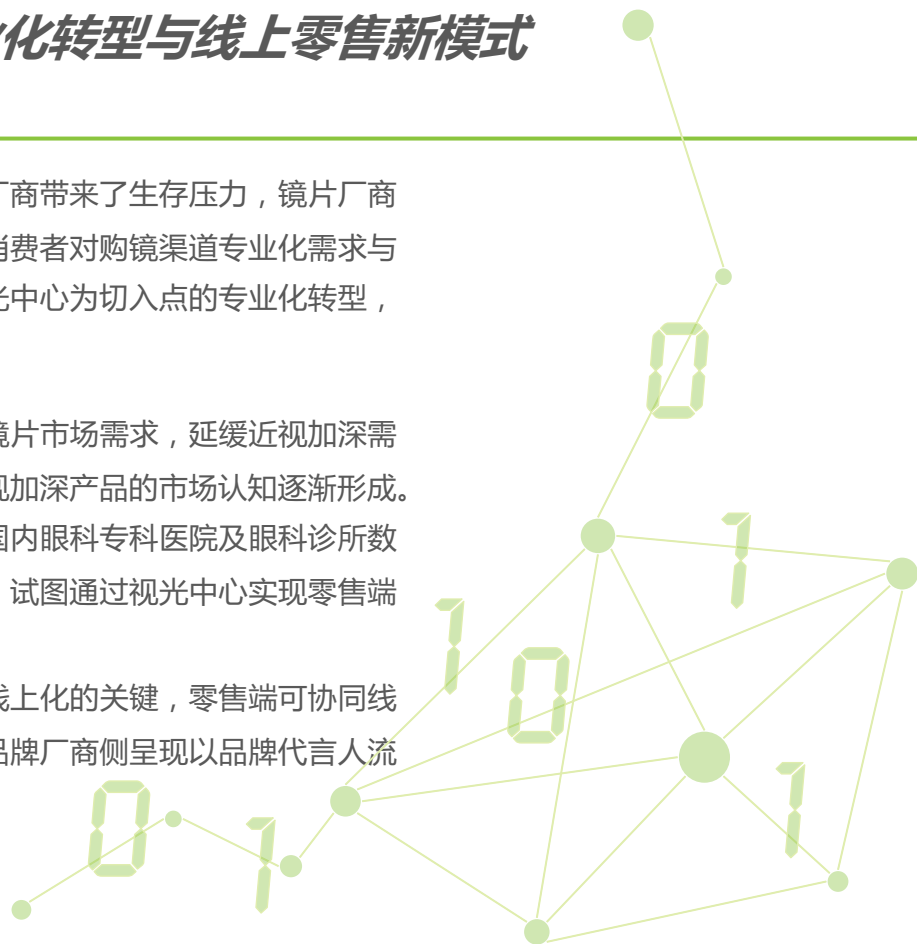 化转型与线上零售新模式
厂商带来了生存压力，镜片厂商
消费者对购镜渠道专业化需求与
光中心为切入点的专业化转型，
镜片市场需求，延缓近视加深需
视加深产品的市场认知逐渐形成。
国内眼科专科医院及眼科诊所数
试图通过视光中心实现零售端
线上化的关键，零售端可协同线
品牌厂商侧呈现以品牌代言人流
0
1
1
0
1
0
1